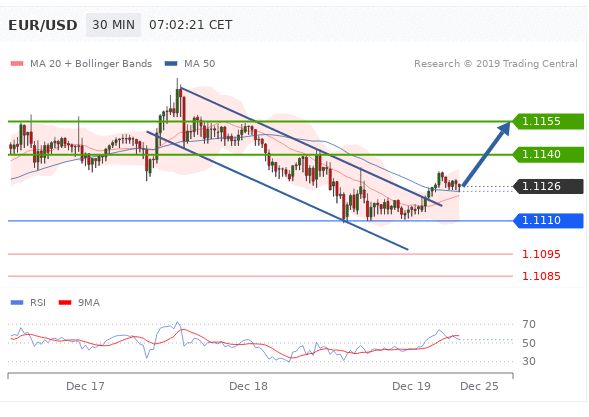 EUR/USD 30 MIN 07:02:21 CET
MA 20 + Bollinger Bands MA 50 Research © 2019 Trading Central
1.1155
1.1140
1.1126
1.1110
1.1095
1.1085
RSI 9MA
70
50
30
Dec 17 Dec 18 Dec 19 Dec 25